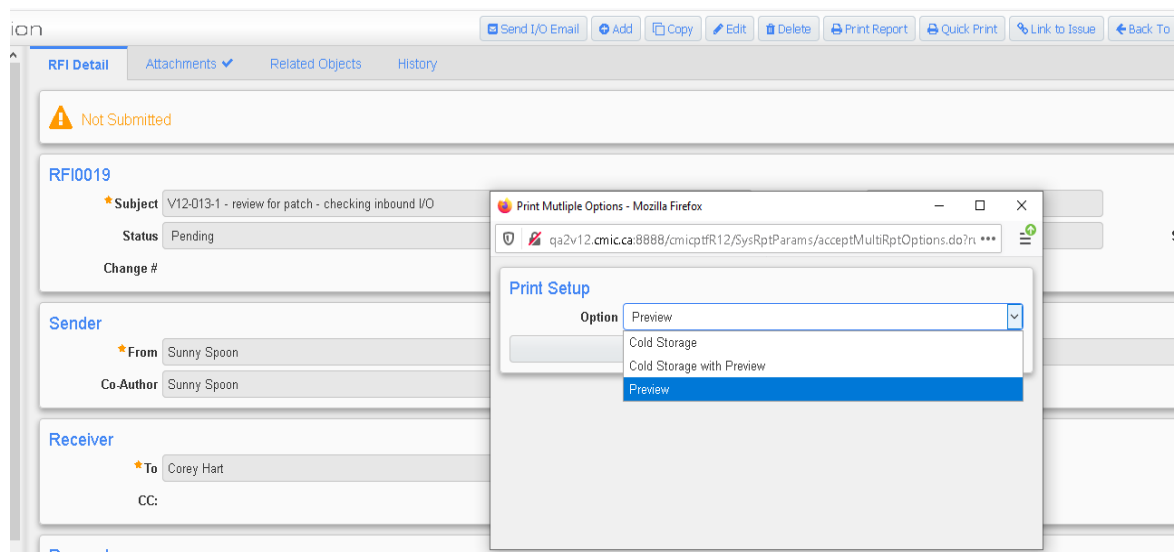 ion
Send I/O Email Add Copy Edit Delete Print Report Quick Print Link to Issue Back To
RFI Detail Attachments Related Objects History
Not Submitted
RFI0019
*Subject V12-013-1 - review for patch - checking inbound I/O
Status Pending
Change #
Sender
*From Sunny Spoon
Co-Author Sunny Spoon
Receiver
*To Corey Hart
CC:
Print Mutliple Options - Mozilla Firefox
qa2v12.cmic.ca:8888/cmicptfR12/SysRptParams/acceptMultiRptOptions.do?ru
Print Setup
Option Preview
Cold Storage
Cold Storage with Preview
Preview